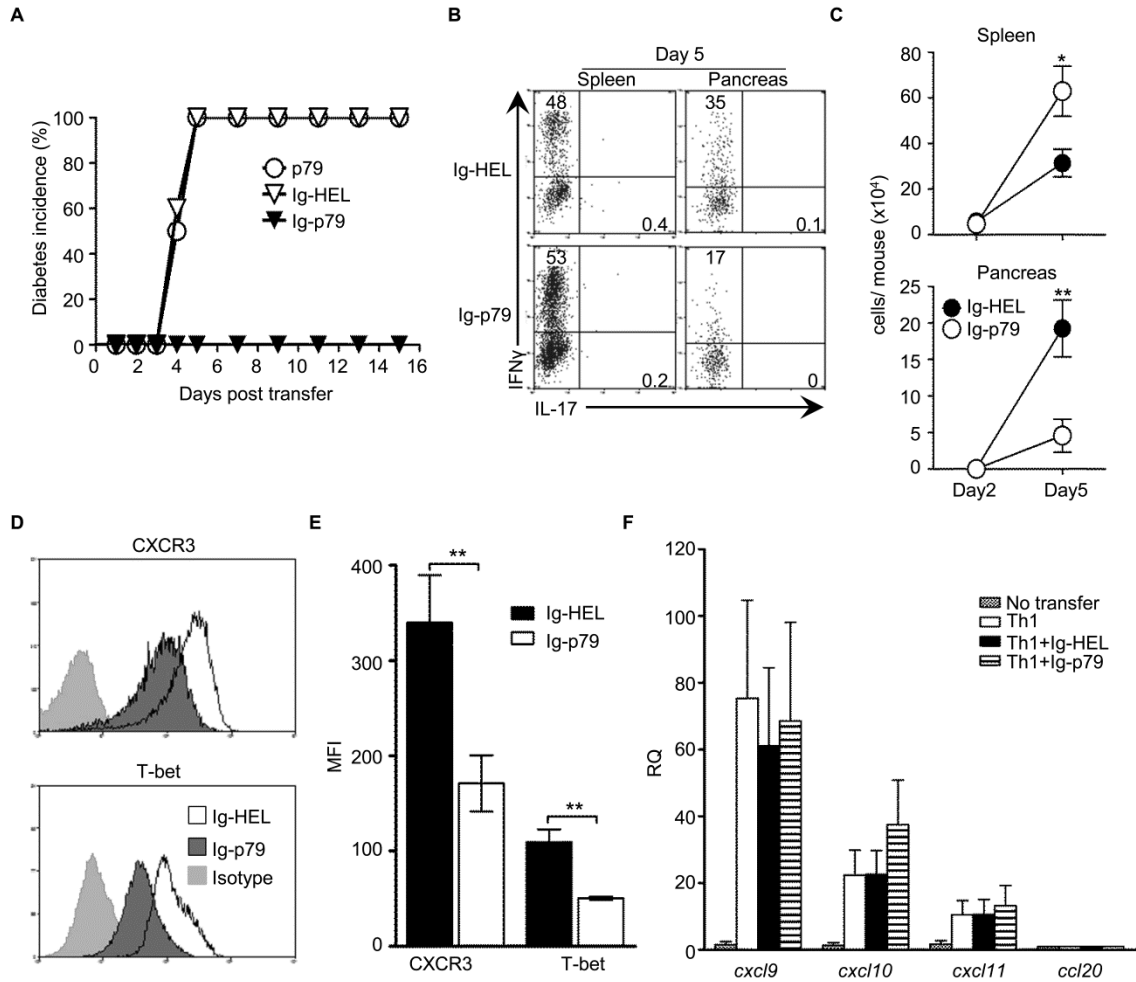 A
Diabetes incidence (%)
100
80
60
40
20
0
p79
Ig-HEL
Ig-p79
0 2 4 6 8 10 12 14 16
Days post transfer
B
Day 5
Spleen Pancreas
Ig-HEL
48 35
0.4 0.1
Ig-p79
53 17
0.2 0
IFNγ
IL-17
C
Spleen
80
60
40
20
0
*
Pancreas
25
20
15
10
5
0
**
Ig-HEL
Ig-p79
cells/ mouse (x10⁴)
Day2 Day5
D
CXCR3
T-bet
Ig-HEL
Ig-p79
Isotype
E
MFI
400
300
200
100
0
**
**
Ig-HEL
Ig-p79
CXCR3 T-bet
F
RQ
120
100
80
60
40
20
0
No transfer
Th1
Th1+Ig-HEL
Th1+Ig-p79
cxcl9 cxcl10 cxcl11 ccl20